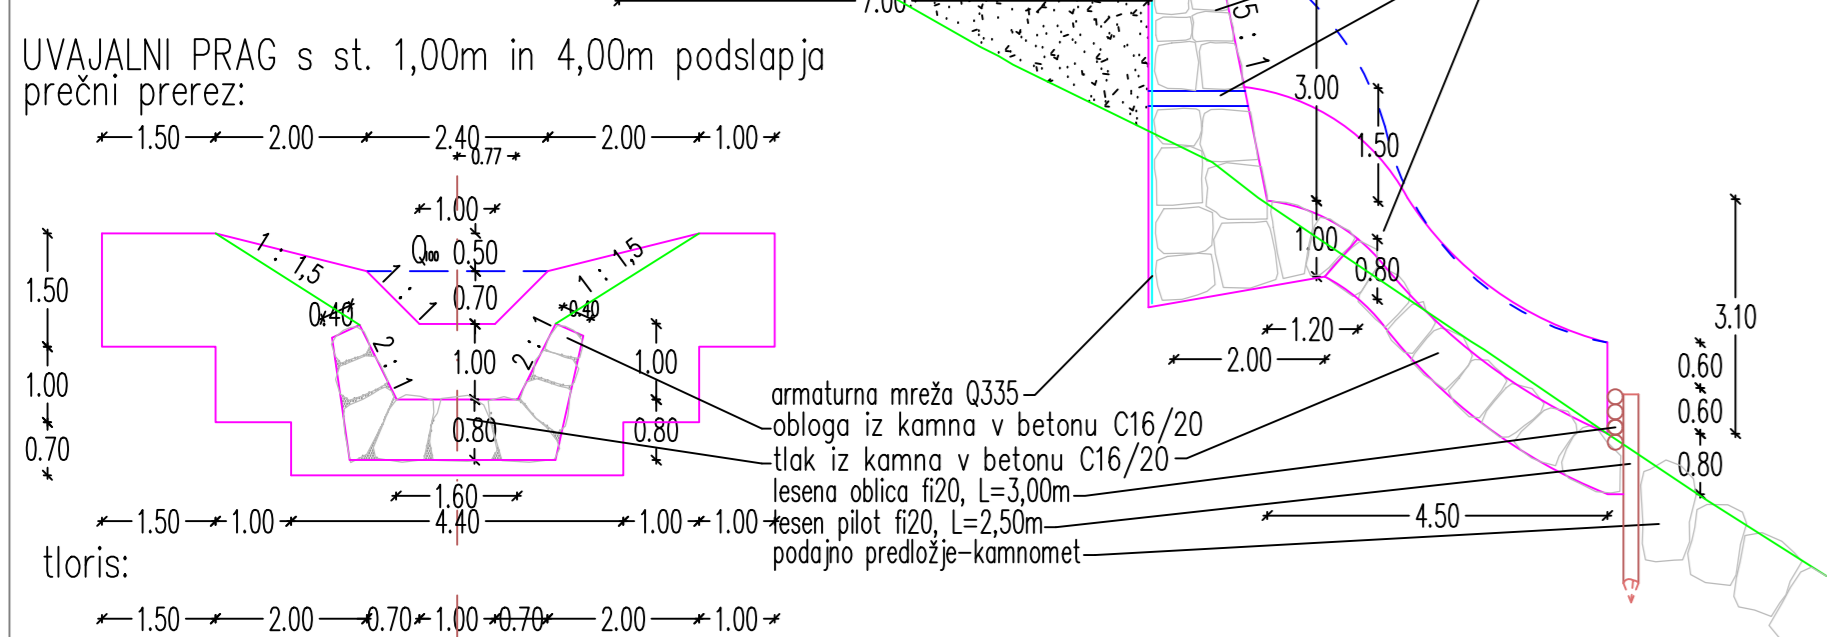 7.00
UVAJALNI PRAG s st. 1,00m in 4,00m podslapja
prečni prerez:
1.50 2.00 2.40 2.00 1.00
0.77
1.00
Q100 0.50
1 : 1,5
1 : 1
1 : 1,5
0.70
0.40
0.40
2 : 1
2 : 1
1.50
1.00
0.70
1.00
1.00
0.80
0.80
1.60
1.50 1.00 4.40 1.00 1.00
tloris:
1.50 2.00 0.70 1.00 0.70 2.00 1.00
5 : 1
3.00
1.50
1.00
0.80
1.20
2.00
3.10
0.60
0.60
0.80
4.50
armaturna mreža Q335
obloga iz kamna v betonu C16/20
tlak iz kamna v betonu C16/20
lesena oblica fi20, L=3,00m
lesen pilot fi20, L=2,50m
podajno predložje-kamnomet